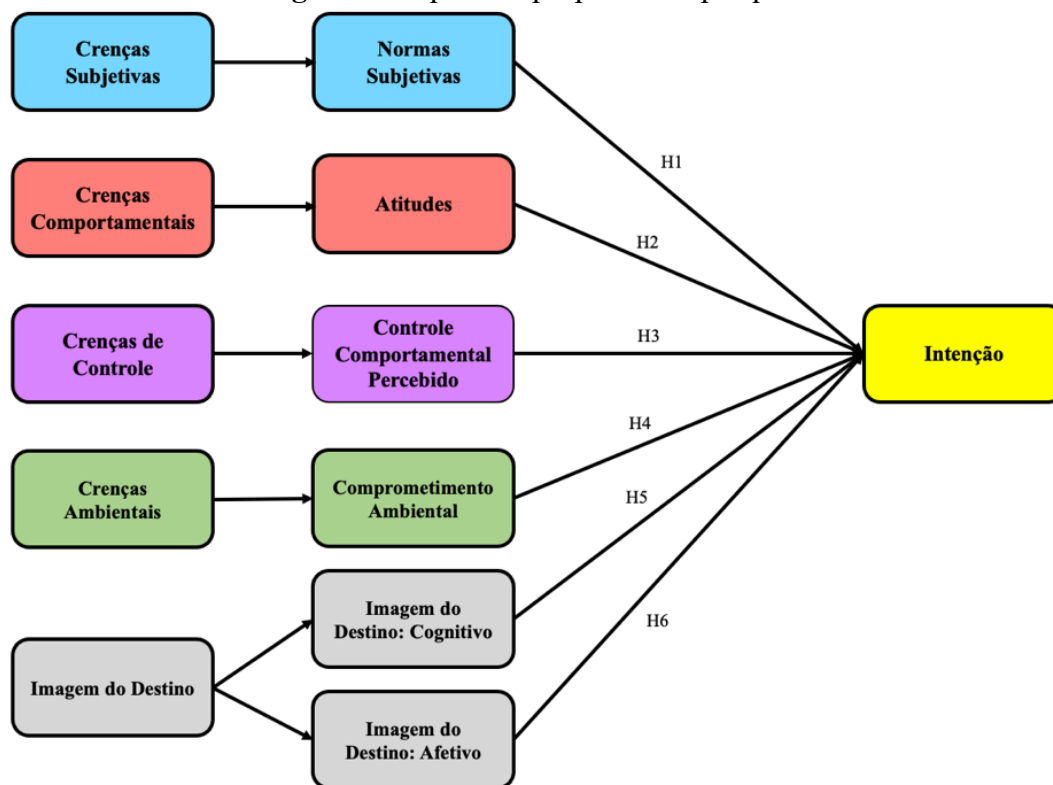 Crenças
Subjetivas
Normas
Subjetivas
H1
Crenças
Comportamentais
Atitudes
H2
Crenças de
Controle
Controle
Comportamental
Percebido
H3
Intenção
Crenças
Ambientais
Comprometimento
Ambiental
H4
H5
Imagem do Destino
Imagem do
Destino: Cognitivo
H6
Imagem do
Destino: Afetivo